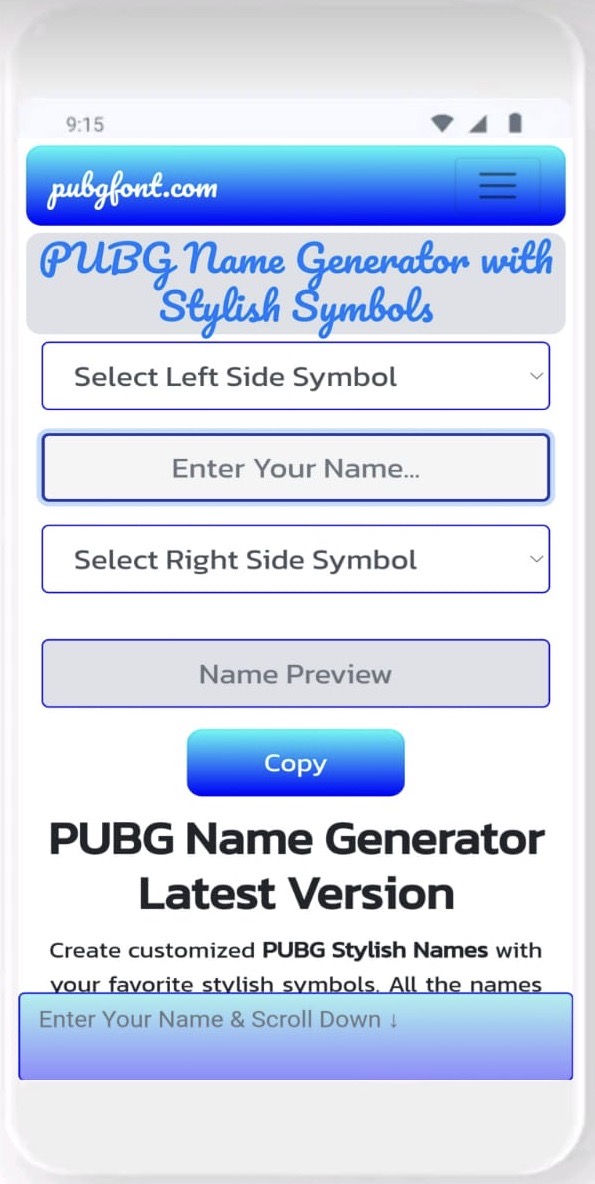 9:15
pubgfont.com
PUBG Name Generator with
Stylish Symbols
Select Left Side Symbol
Enter Your Name...
Select Right Side Symbol
Name Preview
Copy
PUBG Name Generator
Latest Version
Create customized PUBG Stylish Names with
your favorite stylish symbols. All the names
Enter Your Name & Scroll Down ↓